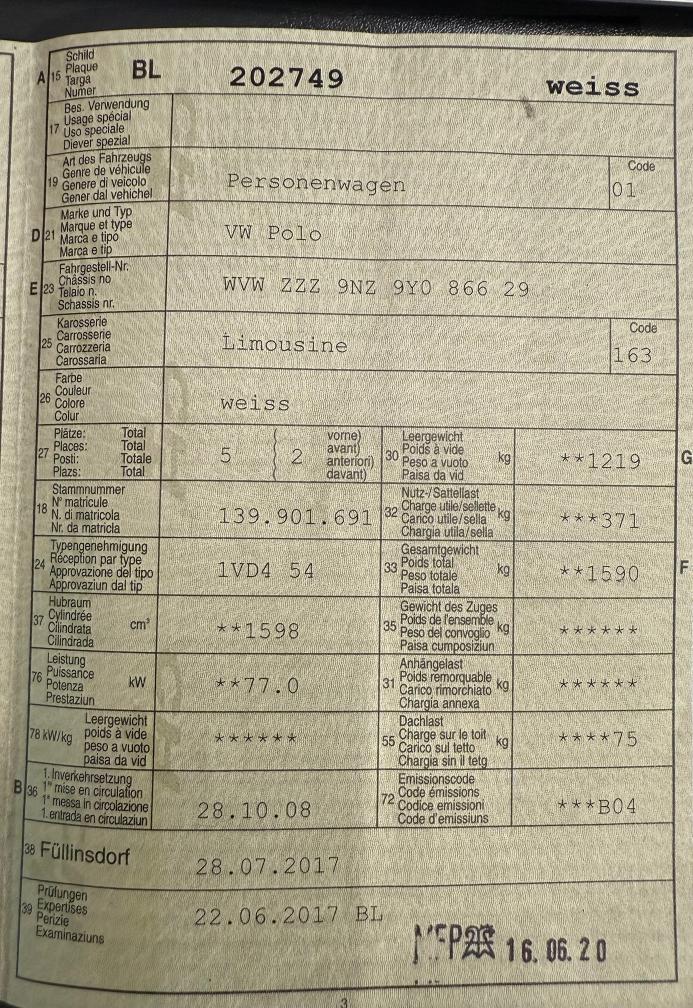 A 15 Schild BL 202749 weiss
Plaque
Targa
Numer
17 Bes. Verwendung
Usage spécial
Uso speciale
Diever spezial
19 Art des Fahrzeugs Personenwagen Code 01
Genre de véhicule
Genere di veicolo
Gener dal vehichel
D 21 Marke und Typ VW Polo
Marque et type
Marca e tipo
Marca e tip
E 23 Fahrgestell-Nr. WVW ZZZ 9NZ 9Y0 866 29
Châssis no
Telaio n.
Schassis nr.
25 Karosserie Limousine Code 163
Carrosserie
Carrozzeria
Carossaria
26 Farbe weiss
Couleur
Colore
Colur
27 Plätze: Total 5 { 2 vorne)
Places: Total avant)
Posti: Totale anteriori)
Plazs: Total davant)
30 Leergewicht kg **1219 G
Poids à vide
Peso a vuoto
Paisa da vid
18 Stammnummer 139.901.691
N° matricule
N. di matricola
Nr. da matricla
32 Nutz-/Sattellast kg ***371
Charge utile/sellette
Carico utile/sella
Chargia utila/sella
24 Typengenehmigung 1VD4 54
Réception par type
Approvazione del tipo
Approvaziun dal tip
33 Gesamtgewicht kg **1590 F
Poids total
Peso totale
Paisa totala
37 Hubraum cm³ **1598
Cylindrée
Cilindrata
Cilindrada
35 Gewicht des Zuges kg ******
Poids de l'ensemble
Peso del convoglio
Paisa cumposiziun
76 Leistung kW **77.0
Puissance
Potenza
Prestaziun
31 Anhängelast kg ******
Poids remorquable
Carico rimorchiato
Chargia annexa
78 kW/kg Leergewicht ******
poids à vide
peso a vuoto
paisa da vid
55 Dachlast kg ****75
Charge sur le toit
Carico sul tetto
Chargia sin il tetg
B 36 1. Inverkehrsetzung 28.10.08
1re mise en circulation
1a messa in circolazione
1. entrada en circulaziun
72 Emissionscode ***B04
Code émissions
Codice emissioni
Code d'emissiuns
38 Füllinsdorf 28.07.2017
39 Prüfungen 22.06.2017 BL
Expertises
Perizie
Examinaziuns
16.06.20
3